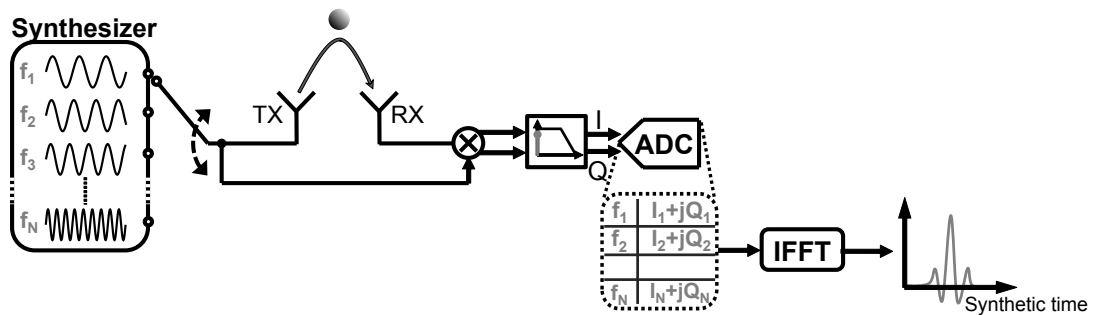 Synthesizer
f1
f2
f3
fN
TX
RX
I
Q
ADC
f1 I1+jQ1
f2 I2+jQ2
fN IN+jQN
IFFT
Synthetic time